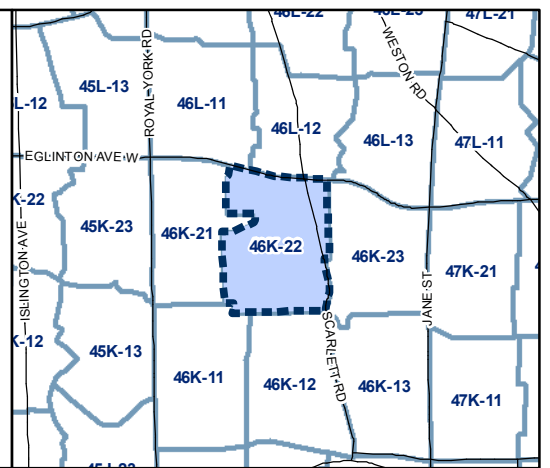 46L-22
46L-23
47L-21
45L-13
L-12
46L-11
46L-12
46L-13
47L-11
ROYAL YORK RD
WESTON RD
EGLINTON AVE W
K-22
45K-23
46K-21
46K-22
46K-23
47K-21
ISLINGTON AVE
JANE ST
SCARLETT RD
K-12
45K-13
46K-11
46K-12
46K-13
47K-11